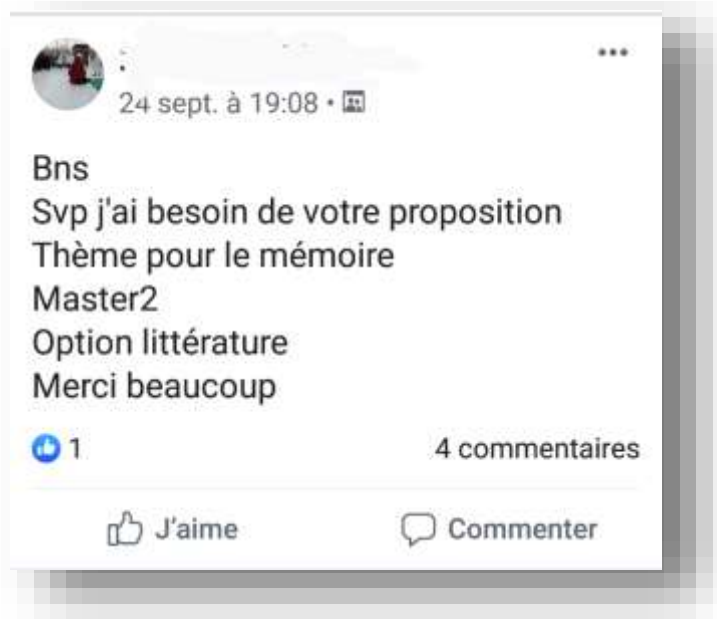 24 sept. à 19:08 •
Bns
Svp j'ai besoin de votre proposition
Thème pour le mémoire
Master2
Option littérature
Merci beaucoup
1
4 commentaires
J'aime
Commenter